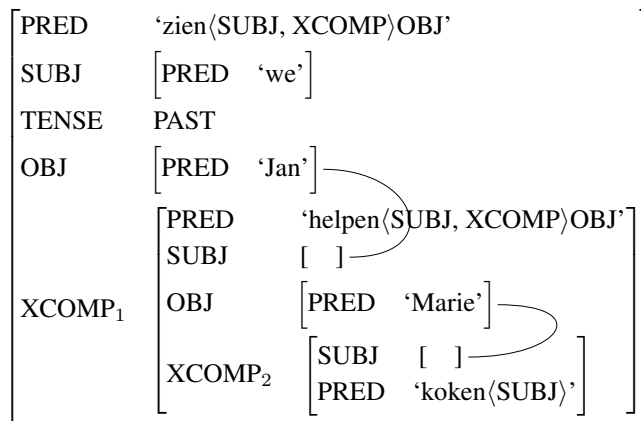 PRED ‘zien⟨SUBJ, XCOMP⟩OBJ’
SUBJ [PRED ‘we’]
TENSE PAST
OBJ [PRED ‘Jan’]
PRED ‘helpen⟨SUBJ, XCOMP⟩OBJ’
SUBJ [ ]
XCOMP₁
OBJ [PRED ‘Marie’]
XCOMP₂
SUBJ [ ]
PRED ‘koken⟨SUBJ⟩’